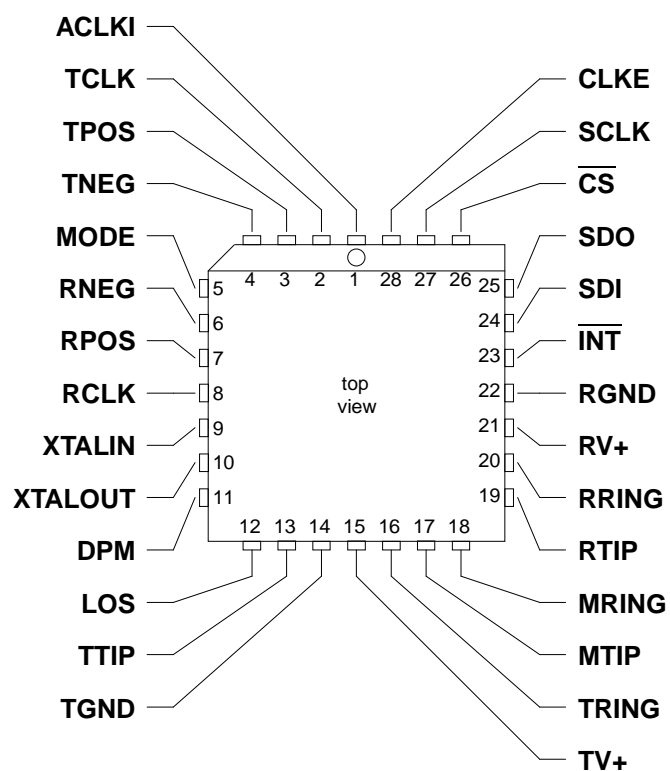 ACLKI
TCLK
TPOS
TNEG
MODE
RNEG
RPOS
RCLK
XTALIN
XTALOUT
DPM
LOS
TTIP
TGND
CLKE
SCLK
CS
SDO
SDI
INT
RGND
RV+
RRING
RTIP
MRING
MTIP
TRING
TV+
4 3 2 1 28 27 26
5
6
7
8
9
10
11
12 13 14 15 16 17 18
25
24
23
22
21
20
19
top
view